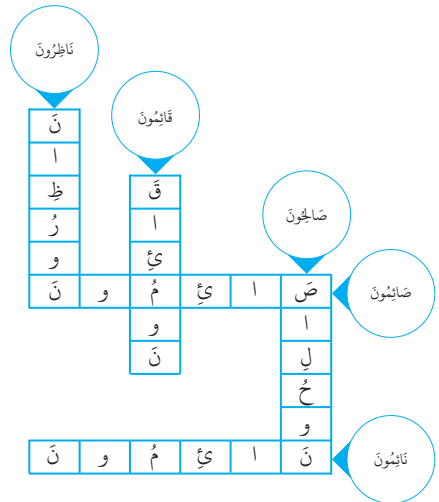 نَاظِرُونَ
قَائِمُونَ
صَالِحُونَ
صَائِمُونَ
نَائِمُونَ
نَ
ا
ظِ
رُ
و
قَ
ا
ئِ
صَ ا ئِ مُ و نَ
و
نَ
ا
لِ
حُ
و
نَ ا ئِ مُ و نَ